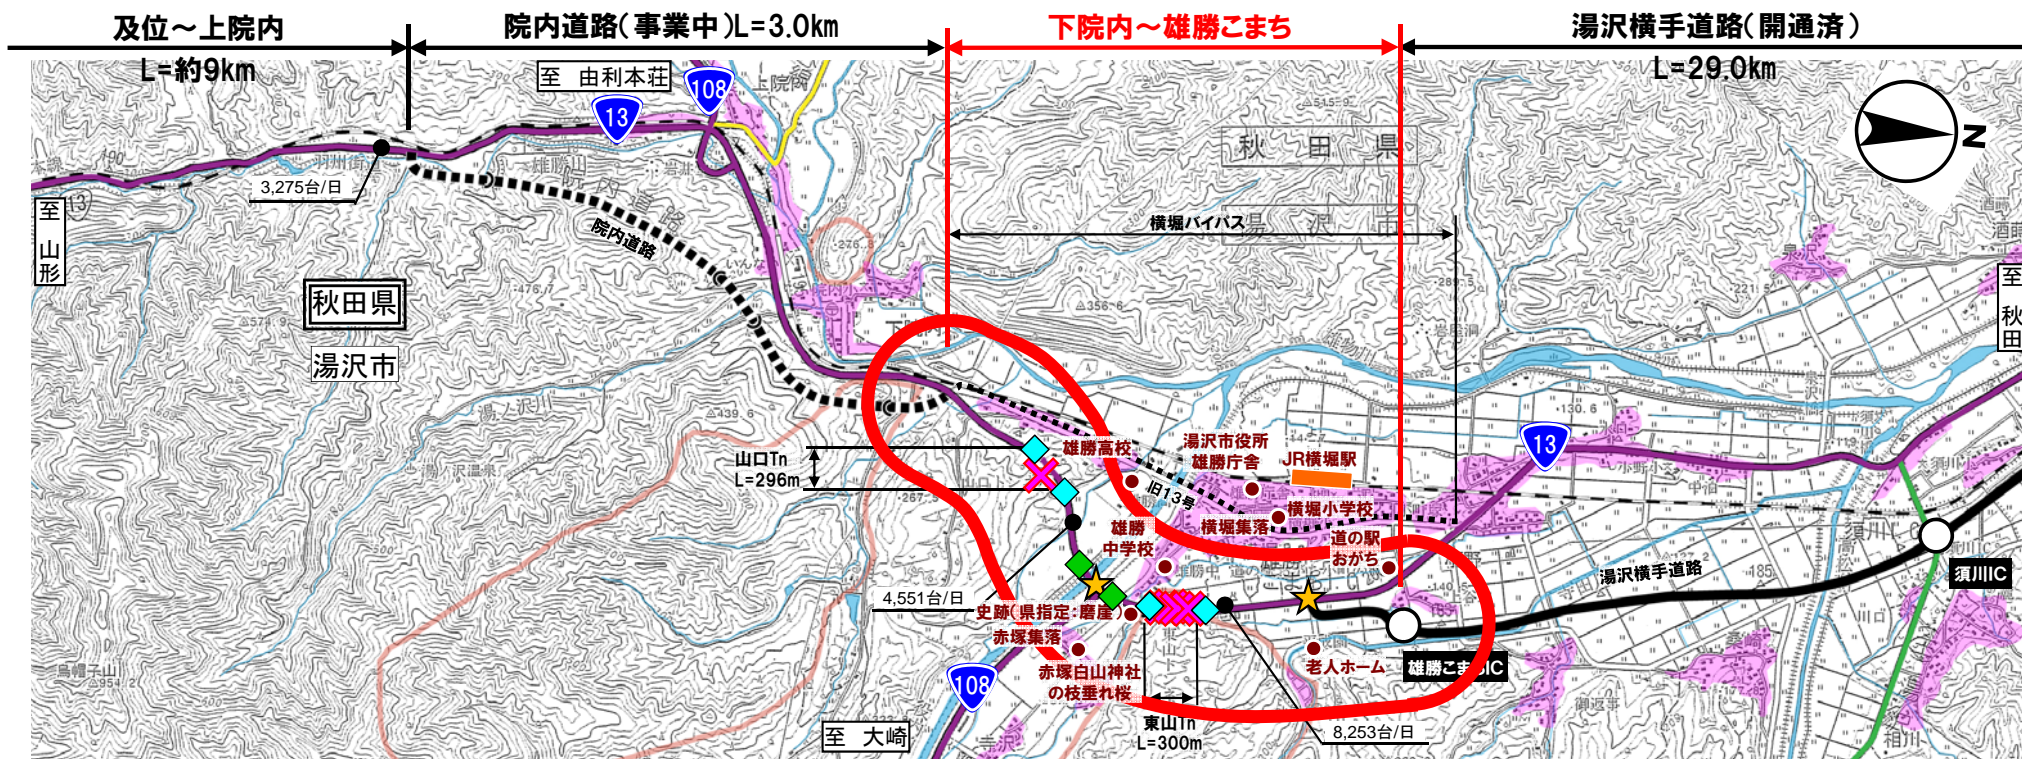 及位～上院内
院内道路(事業中)L=3.0km
下院内～雄勝こまち
湯沢横手道路(開通済)
L=約9km
L=29.0km
至 由利本荘
108
13
上院内
秋田県
N
3,275台/日
至 山形
院内道路
横堀バイパス
湯沢市
秋田県
湯沢市
至 秋田
山口Tn
L=296m
雄勝高校
湯沢市役所
雄勝庁舎
JR横堀駅
13
旧13号
横堀小学校
横堀集落
雄勝
中学校
道の駅
おがち
湯沢横手道路
須川IC
4,551台/日
史跡(県指定:磨崖)
赤塚集落
赤塚白山神社
の枝垂れ桜
老人ホーム
雄勝こまちIC
108
至 大崎
東山Tn
L=300m
8,253台/日